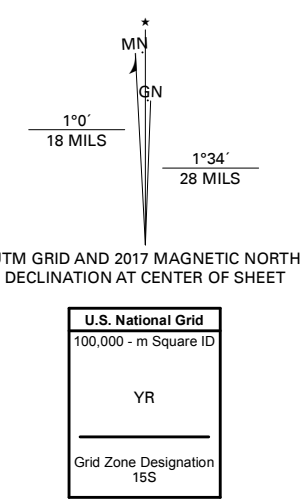 ★
MN
GN
1°0´
18 MILS
1°34´
28 MILS
UTM GRID AND 2017 MAGNETIC NORTH
DECLINATION AT CENTER OF SHEET
U.S. National Grid
100,000 - m Square ID
YR
Grid Zone Designation
15S